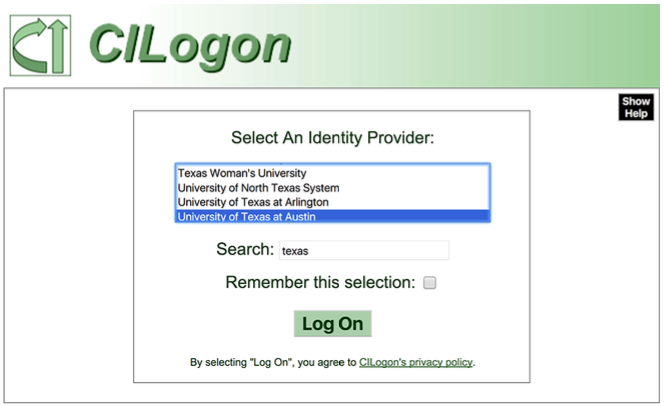 CILogon
Show
Help
Select An Identity Provider:
Texas Woman's University
University of North Texas System
University of Texas at Arlington
University of Texas at Austin
Search: texas
Remember this selection:
Log On
By selecting "Log On", you agree to CILogon's privacy policy.